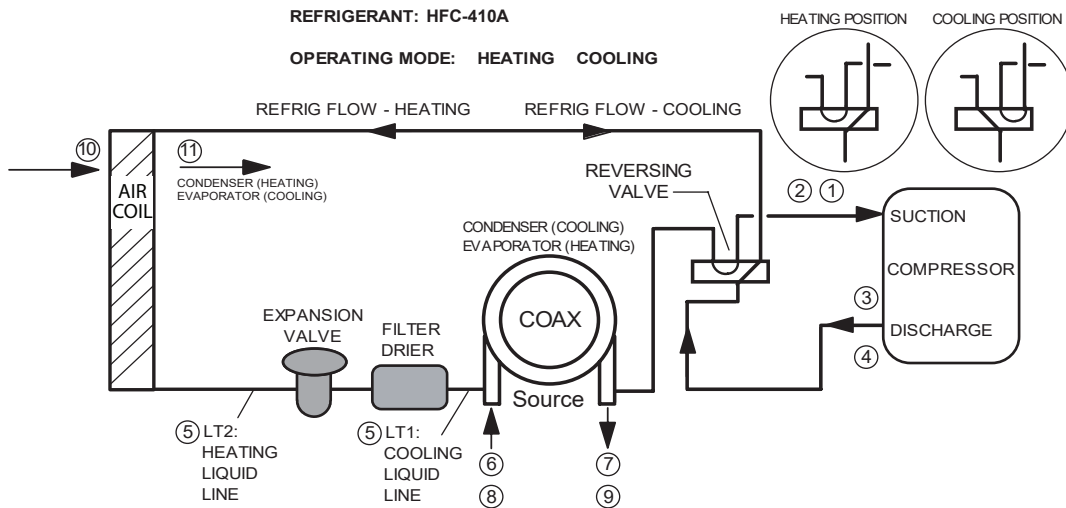 REFRIGERANT: HFC-410A
OPERATING MODE: HEATING COOLING
HEATING POSITION
COOLING POSITION
REFRIG FLOW - HEATING
REFRIG FLOW - COOLING
10
11
CONDENSER (HEATING)
EVAPORATOR (COOLING)
AIR
COIL
REVERSING
VALVE
2 1
SUCTION
COMPRESSOR
3
DISCHARGE
4
CONDENSER (COOLING)
EVAPORATOR (HEATING)
COAX
Source
EXPANSION
VALVE
FILTER
DRIER
5 LT2:
HEATING
LIQUID
LINE
5 LT1:
COOLING
LIQUID
LINE
6
8
7
9